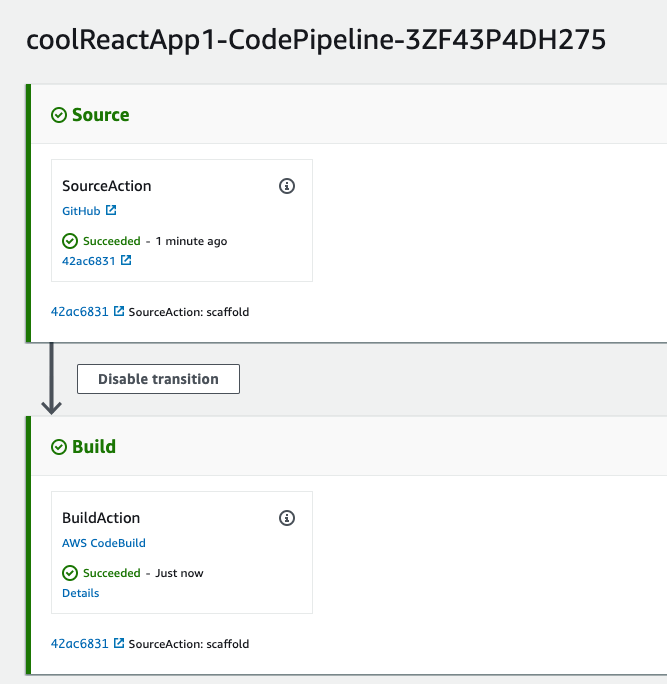 coolReactApp1-CodePipeline-3ZF43P4DH275
Source
SourceAction
GitHub
Succeeded - 1 minute ago
42ac6831
42ac6831 SourceAction: scaffold
Disable transition
Build
BuildAction
AWS CodeBuild
Succeeded - Just now
Details
42ac6831 SourceAction: scaffold